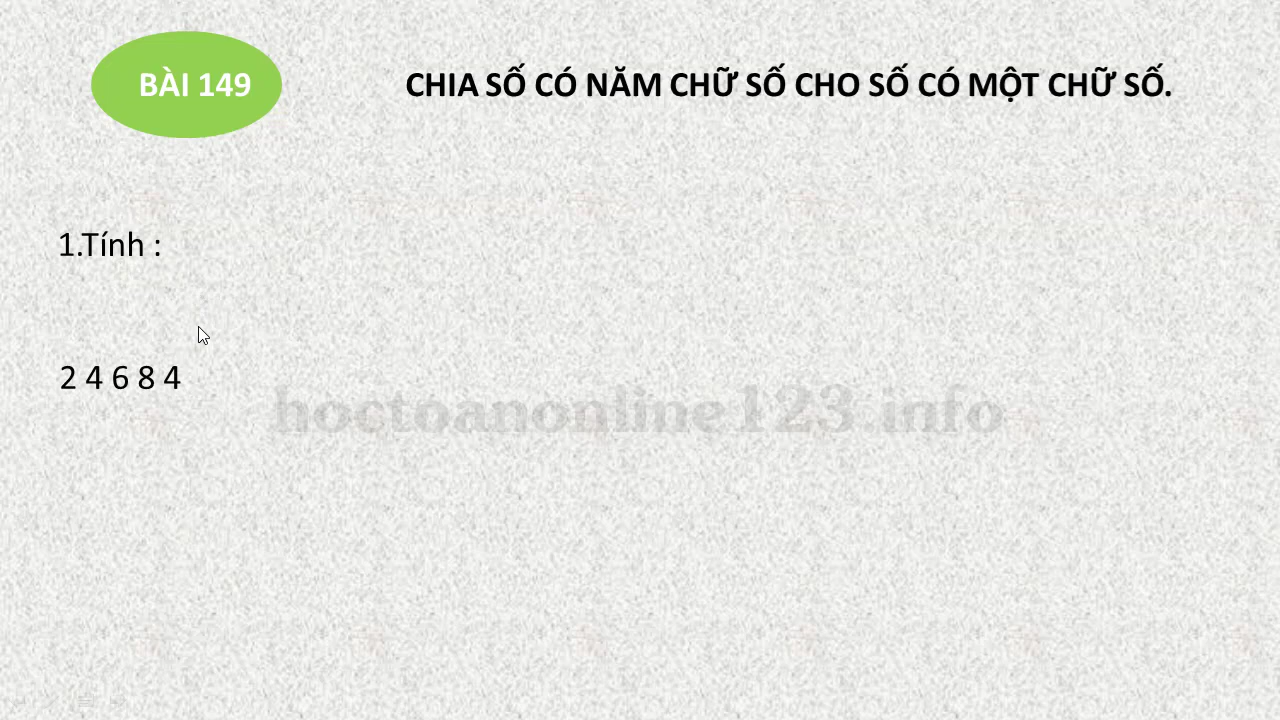 BÀI 149
CHIA SỐ CÓ NĂM CHỮ SỐ CHO SỐ CÓ MỘT CHỮ SỐ.
1.Tính :
2 4 6 8 4
hoctoanonline123.info